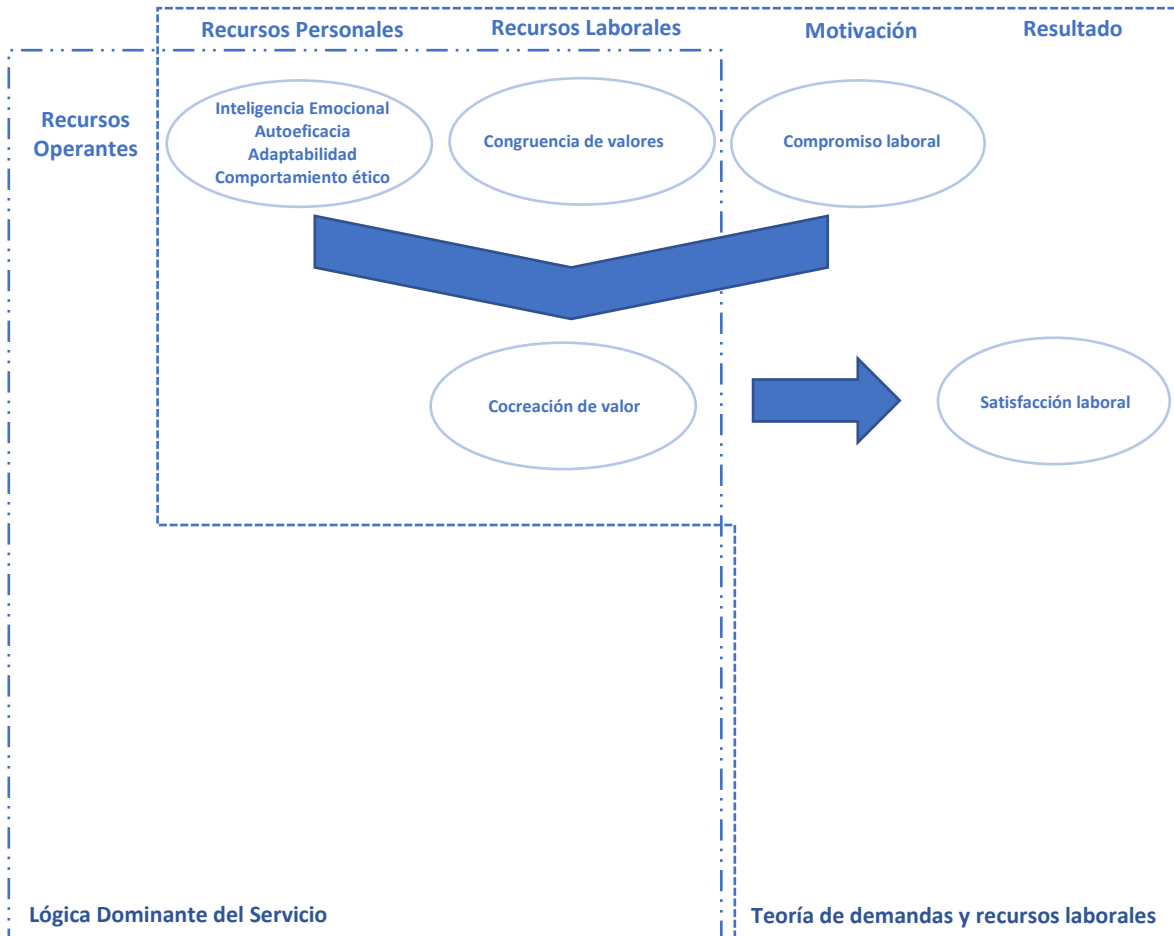 Recursos Personales
Recursos Laborales
Motivación
Resultado
Recursos
Operantes
Inteligencia Emocional
Autoeficacia
Adaptabilidad
Comportamiento ético
Congruencia de valores
Compromiso laboral
Cocreación de valor
Satisfacción laboral
Lógica Dominante del Servicio
Teoría de demandas y recursos laborales